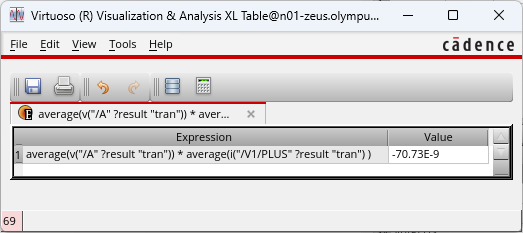 Virtuoso (R) Visualization & Analysis XL Table@n01-zeus.olympu...
File Edit View Tools Help
cādence
E average(v("/A" ?result "tran")) * aver...
Expression Value
1 average(v("/A" ?result "tran")) * average(i("/V1/PLUS" ?result "tran") ) -70.73E-9
69